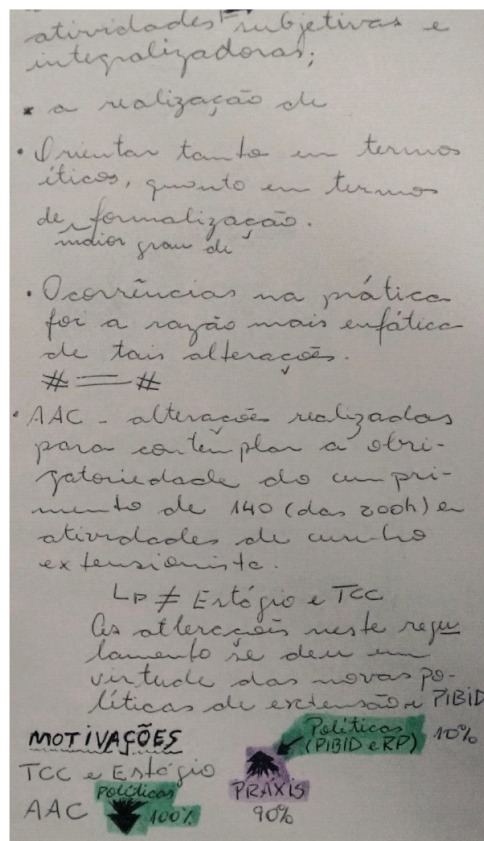 atividades subjetivas e
integralizadoras;
* a realização de
• Orientar tanto em termos
éticos, quanto em termos
de formalização.
maior grau de
• Ocorrências na prática
foi a razão mais enfática
de tais alterações.
# = #
• AAC - alterações realizadas
para contemplar a obri-
gatoriedade do cumpri-
mento de 140 (das 200h) en
atividades de cunho
extensionista.
↳ ≠ Estágio e TCC
As alterações neste regu
lamento se deu em
virtude das novas po-
líticas de extensão e PIBID
MOTIVAÇÕES
Políticas
(PIBID e RP)
10%
TCC e Estágio
PRÁXIS
90%
AAC
Políticas
100%